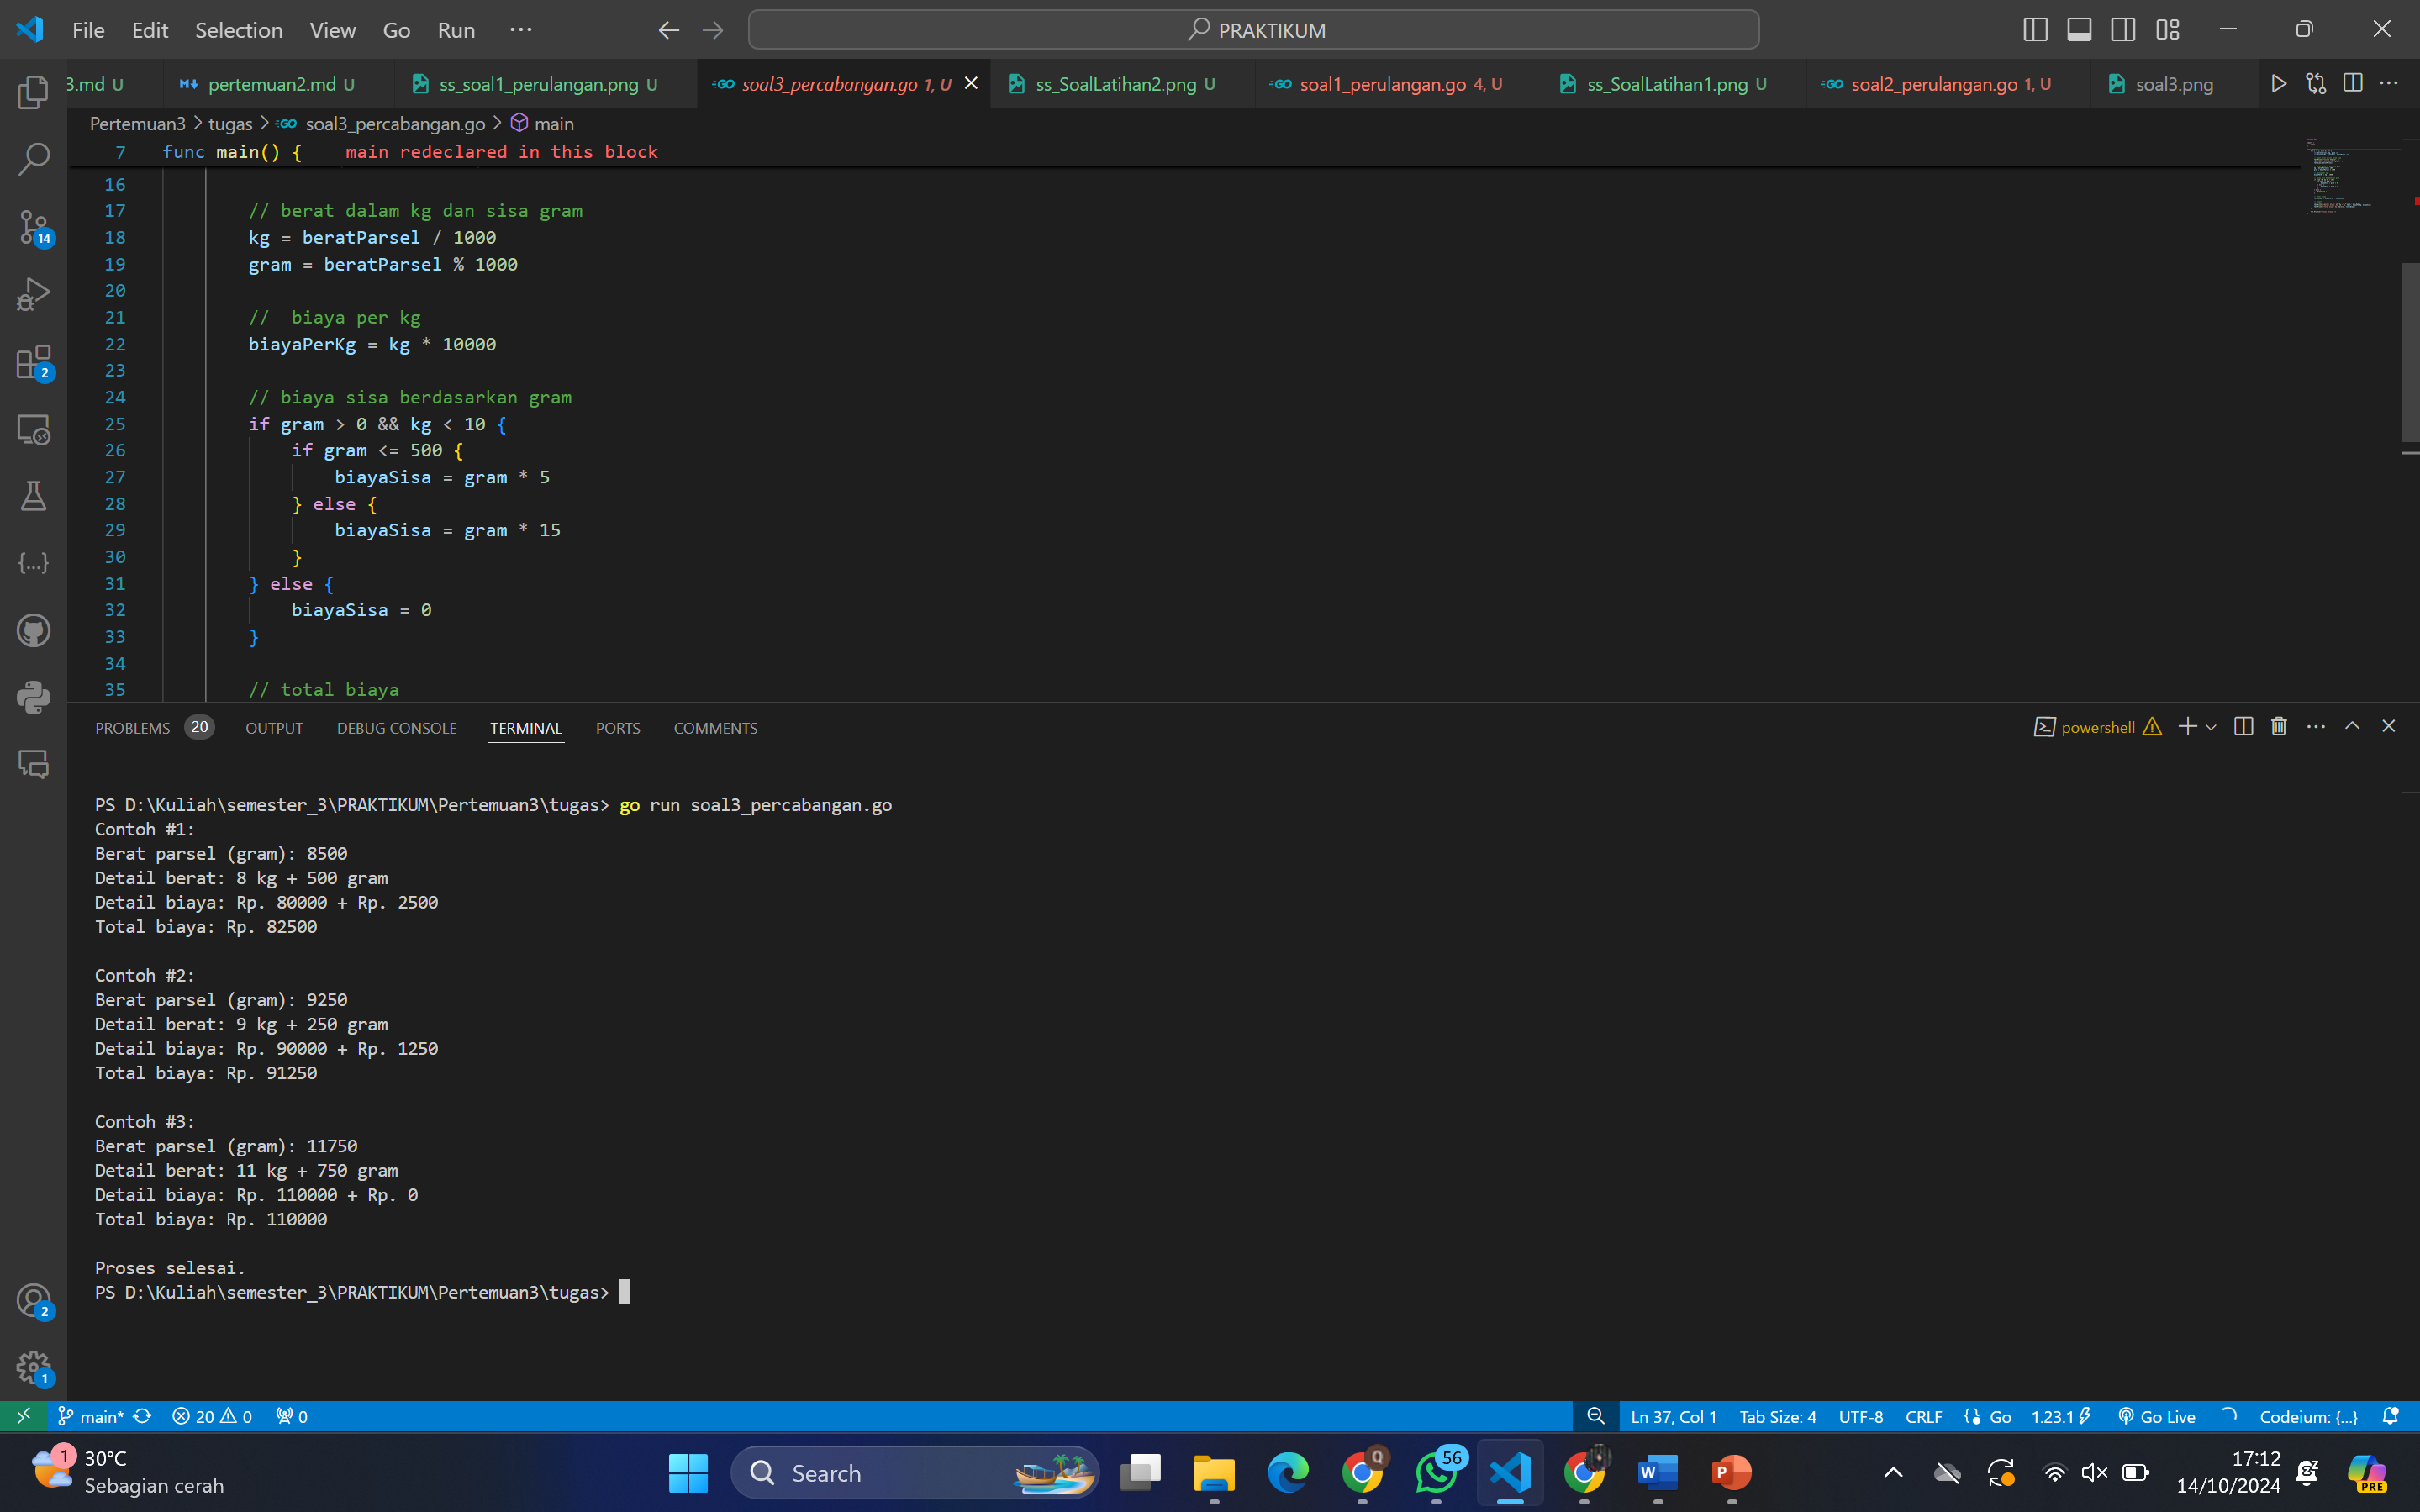 File Edit Selection View Go Run ··· PRAKTIKUM
3.md U pertemuan2.md U ss_soal1_perulangan.png U soal3_percabangan.go 1, U ss_SoalLatihan2.png U soal1_perulangan.go 4, U ss_SoalLatihan1.png U soal2_perulangan.go 1, U soal3.png
Pertemuan3 > tugas > soal3_percabangan.go > main
7 func main() { main redeclared in this block
16
17 // berat dalam kg dan sisa gram
18 kg = beratParsel / 1000
19 gram = beratParsel % 1000
20
21 //  biaya per kg
22 biayaPerKg = kg * 10000
23
24 // biaya sisa berdasarkan gram
25 if gram > 0 && kg < 10 {
26 if gram <= 500 {
27 biayaSisa = gram * 5
28 } else {
29 biayaSisa = gram * 15
30 }
31 } else {
32 biayaSisa = 0
33 }
34
35 // total biaya
14
2
2
1
PROBLEMS 20 OUTPUT DEBUG CONSOLE TERMINAL PORTS COMMENTS powershell
PS D:\Kuliah\semester_3\PRAKTIKUM\Pertemuan3\tugas> go run soal3_percabangan.go
Contoh #1:
Berat parsel (gram): 8500
Detail berat: 8 kg + 500 gram
Detail biaya: Rp. 80000 + Rp. 2500
Total biaya: Rp. 82500
Contoh #2:
Berat parsel (gram): 9250
Detail berat: 9 kg + 250 gram
Detail biaya: Rp. 90000 + Rp. 1250
Total biaya: Rp. 91250
Contoh #3:
Berat parsel (gram): 11750
Detail berat: 11 kg + 750 gram
Detail biaya: Rp. 110000 + Rp. 0
Total biaya: Rp. 110000
Proses selesai.
PS D:\Kuliah\semester_3\PRAKTIKUM\Pertemuan3\tugas>
main* 20 0 0 Ln 37, Col 1 Tab Size: 4 UTF-8 CRLF Go 1.23.1 Go Live Codeium: {...}
1 30°C Search Q 56 17:12
Sebagian cerah 14/10/2024 PRE